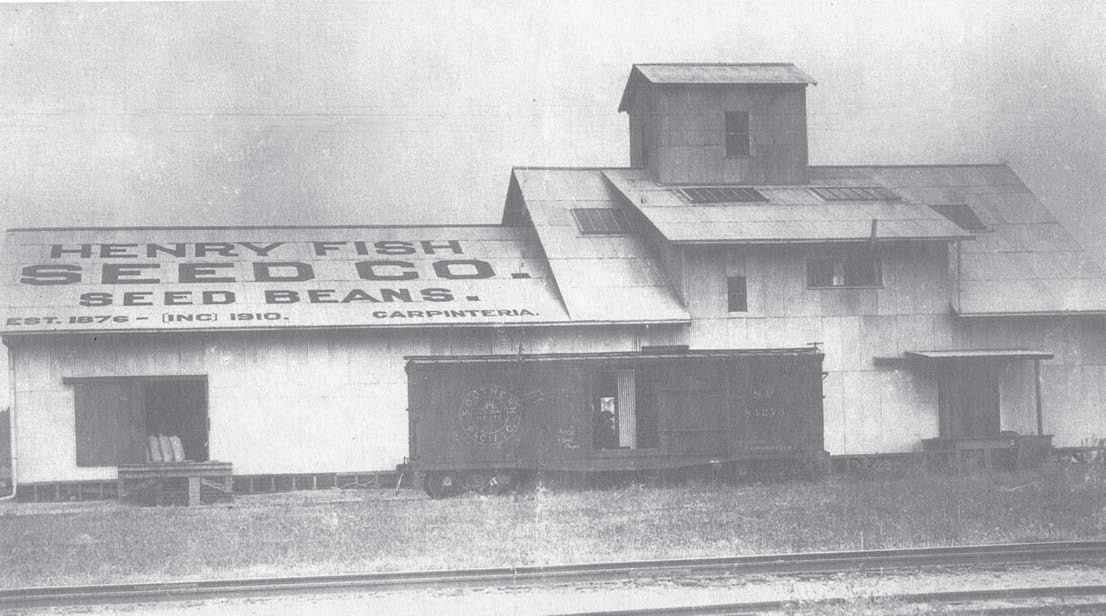 HENRY FISH
SEED CO.
SEED BEANS.
EST. 1876 - (INC) 1910. CARPINTERIA.
SOUTHERN
PACIFIC